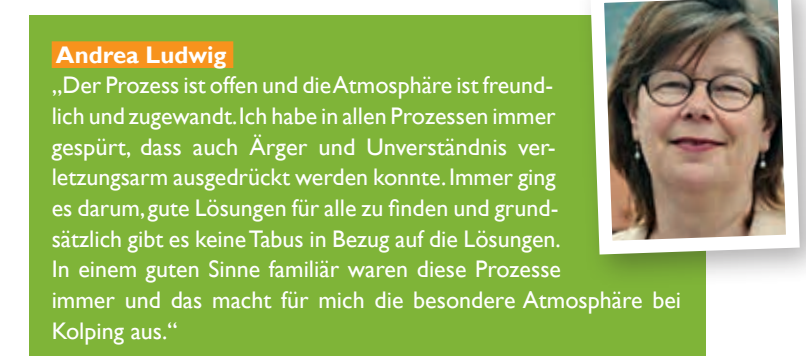 Andrea Ludwig
„Der Prozess ist offen und die Atmosphäre ist freund-
lich und zugewandt. Ich habe in allen Prozessen immer
gespürt, dass auch Ärger und Unverständnis ver-
letzungsarm ausgedrückt werden konnte. Immer ging
es darum, gute Lösungen für alle zu finden und grund-
sätzlich gibt es keine Tabus in Bezug auf die Lösungen.
In einem guten Sinne familiär waren diese Prozesse
immer und das macht für mich die besondere Atmosphäre bei
Kolping aus.“